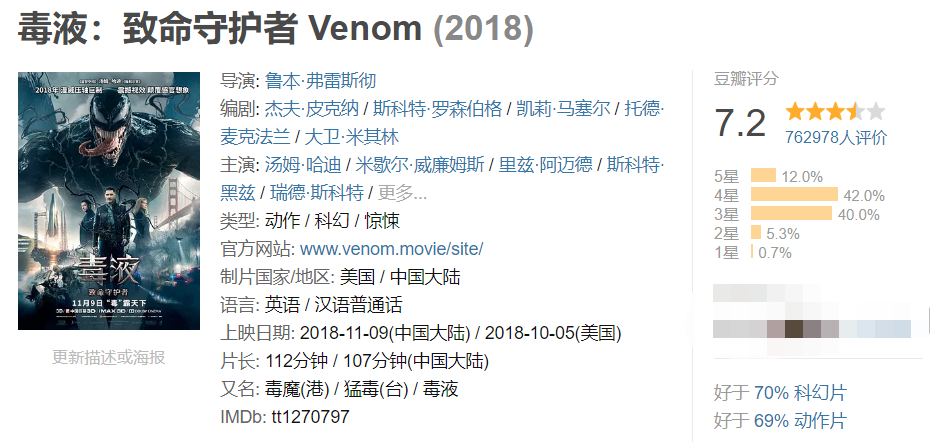 毒液：致命守护者 Venom (2018)
2018年漫威压轴巨制 震撼视效 颠覆感官想象
毒液
致命守护者
11月9日 “毒”霸天下
更新描述或海报
导演: 鲁本·弗雷斯彻
编剧: 杰夫·皮克纳 / 斯科特·罗森伯格 / 凯莉·马塞尔 / 托德·
麦克法兰 / 大卫·米其林
主演: 汤姆·哈迪 / 米歇尔·威廉姆斯 / 里兹·阿迈德 / 斯科特·
黑兹 / 瑞德·斯科特 / 更多...
类型: 动作 / 科幻 / 惊悚
官方网站: www.venom.movie/site/
制片国家/地区: 美国 / 中国大陆
语言: 英语 / 汉语普通话
上映日期: 2018-11-09(中国大陆) / 2018-10-05(美国)
片长: 112分钟 / 107分钟(中国大陆)
又名: 毒魔(港) / 猛毒(台) / 毒液
IMDb: tt1270797
豆瓣评分
7.2
762978人评价
5星 12.0%
4星 42.0%
3星 40.0%
2星 5.3%
1星 0.7%
好于 70% 科幻片
好于 69% 动作片